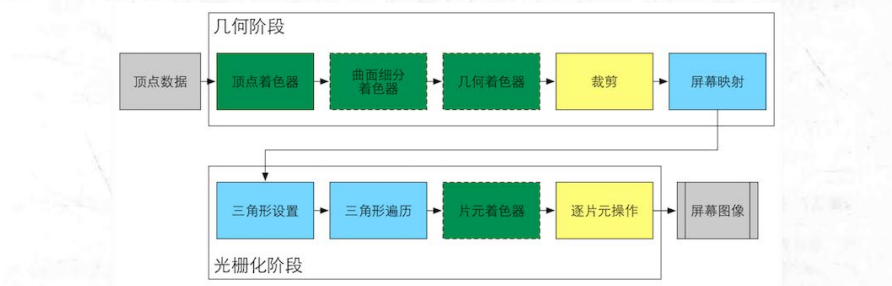 几何阶段
顶点数据
顶点着色器
曲面细分
着色器
几何着色器
裁剪
屏幕映射
三角形设置
三角形遍历
片元着色器
逐片元操作
屏幕图像
光栅化阶段